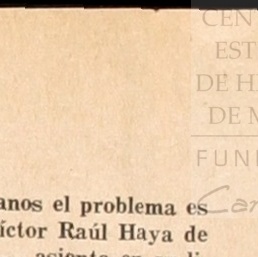 CEN
EST
DE H
DE M
FUN
anos el problema es
íctor Raúl Haya de